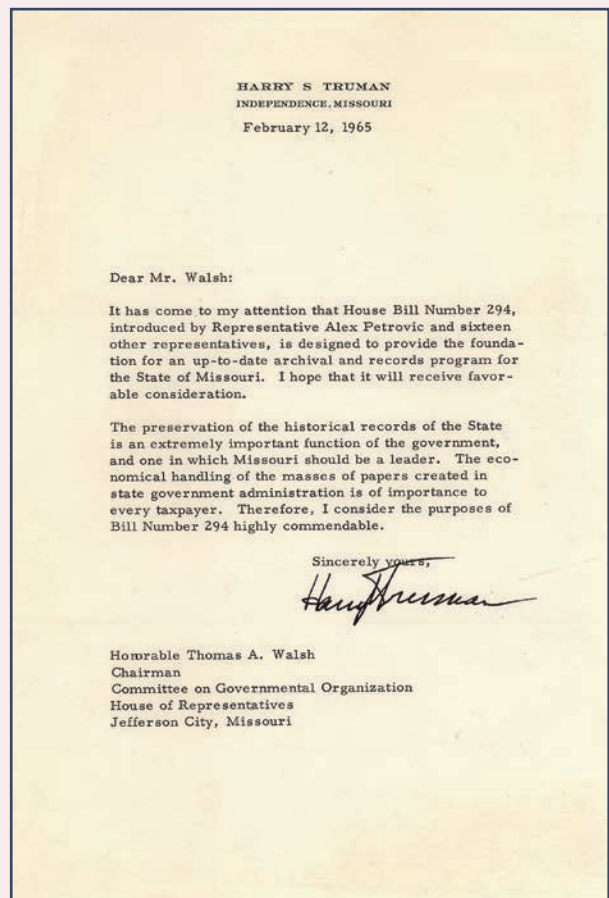 HARRY S TRUMAN
INDEPENDENCE, MISSOURI
February 12, 1965
Dear Mr. Walsh:
It has come to my attention that House Bill Number 294,
introduced by Representative Alex Petrovic and sixteen
other representatives, is designed to provide the founda-
tion for an up-to-date archival and records program for
the State of Missouri. I hope that it will receive favor-
able consideration.
The preservation of the historical records of the State
is an extremely important function of the government,
and one in which Missouri should be a leader. The eco-
nomical handling of the masses of papers created in
state government administration is of importance to
every taxpayer. Therefore, I consider the purposes of
Bill Number 294 highly commendable.
Sincerely yours,
Harry S Truman
Honorable Thomas A. Walsh
Chairman
Committee on Governmental Organization
House of Representatives
Jefferson City, Missouri